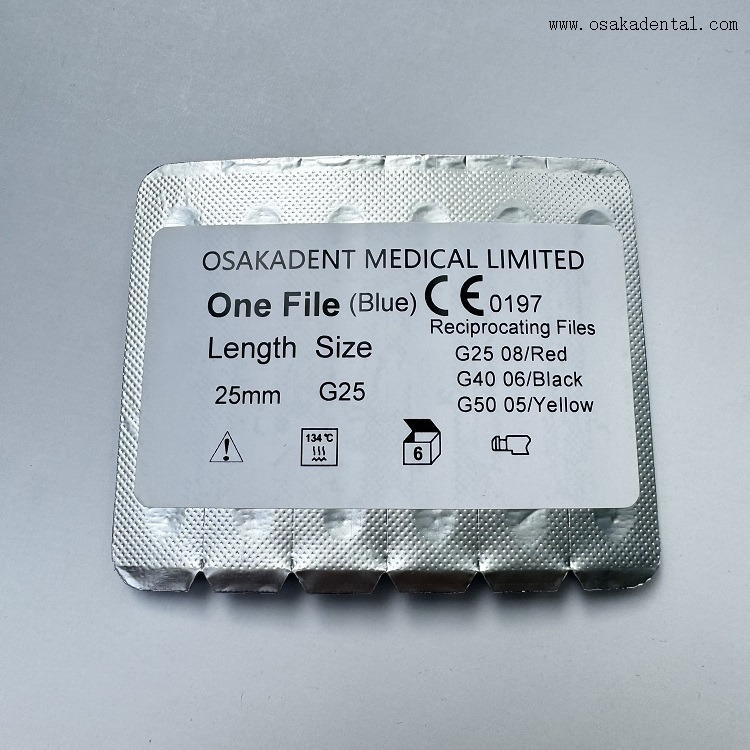 www.osakadental.com
OSAKADENT MEDICAL LIMITED
One File (Blue) CE 0197
Reciprocating Files
Length Size
G25 08/Red
25mm G25
G40 06/Black
G50 05/Yellow
134 °C
6